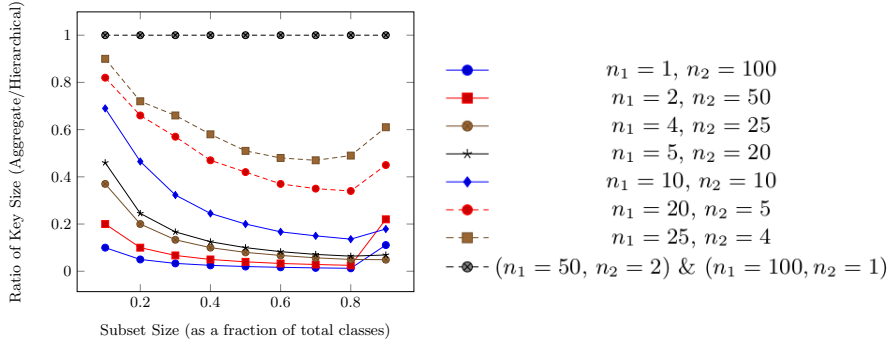 Ratio of Key Size (Aggregate/Hierarchical)
1
0.8
0.6
0.4
0.2
0
0.2 0.4 0.6 0.8
Subset Size (as a fraction of total classes)
n₁ = 1, n₂ = 100
n₁ = 2, n₂ = 50
n₁ = 4, n₂ = 25
n₁ = 5, n₂ = 20
n₁ = 10, n₂ = 10
n₁ = 20, n₂ = 5
n₁ = 25, n₂ = 4
(n₁ = 50, n₂ = 2) & (n₁ = 100, n₂ = 1)